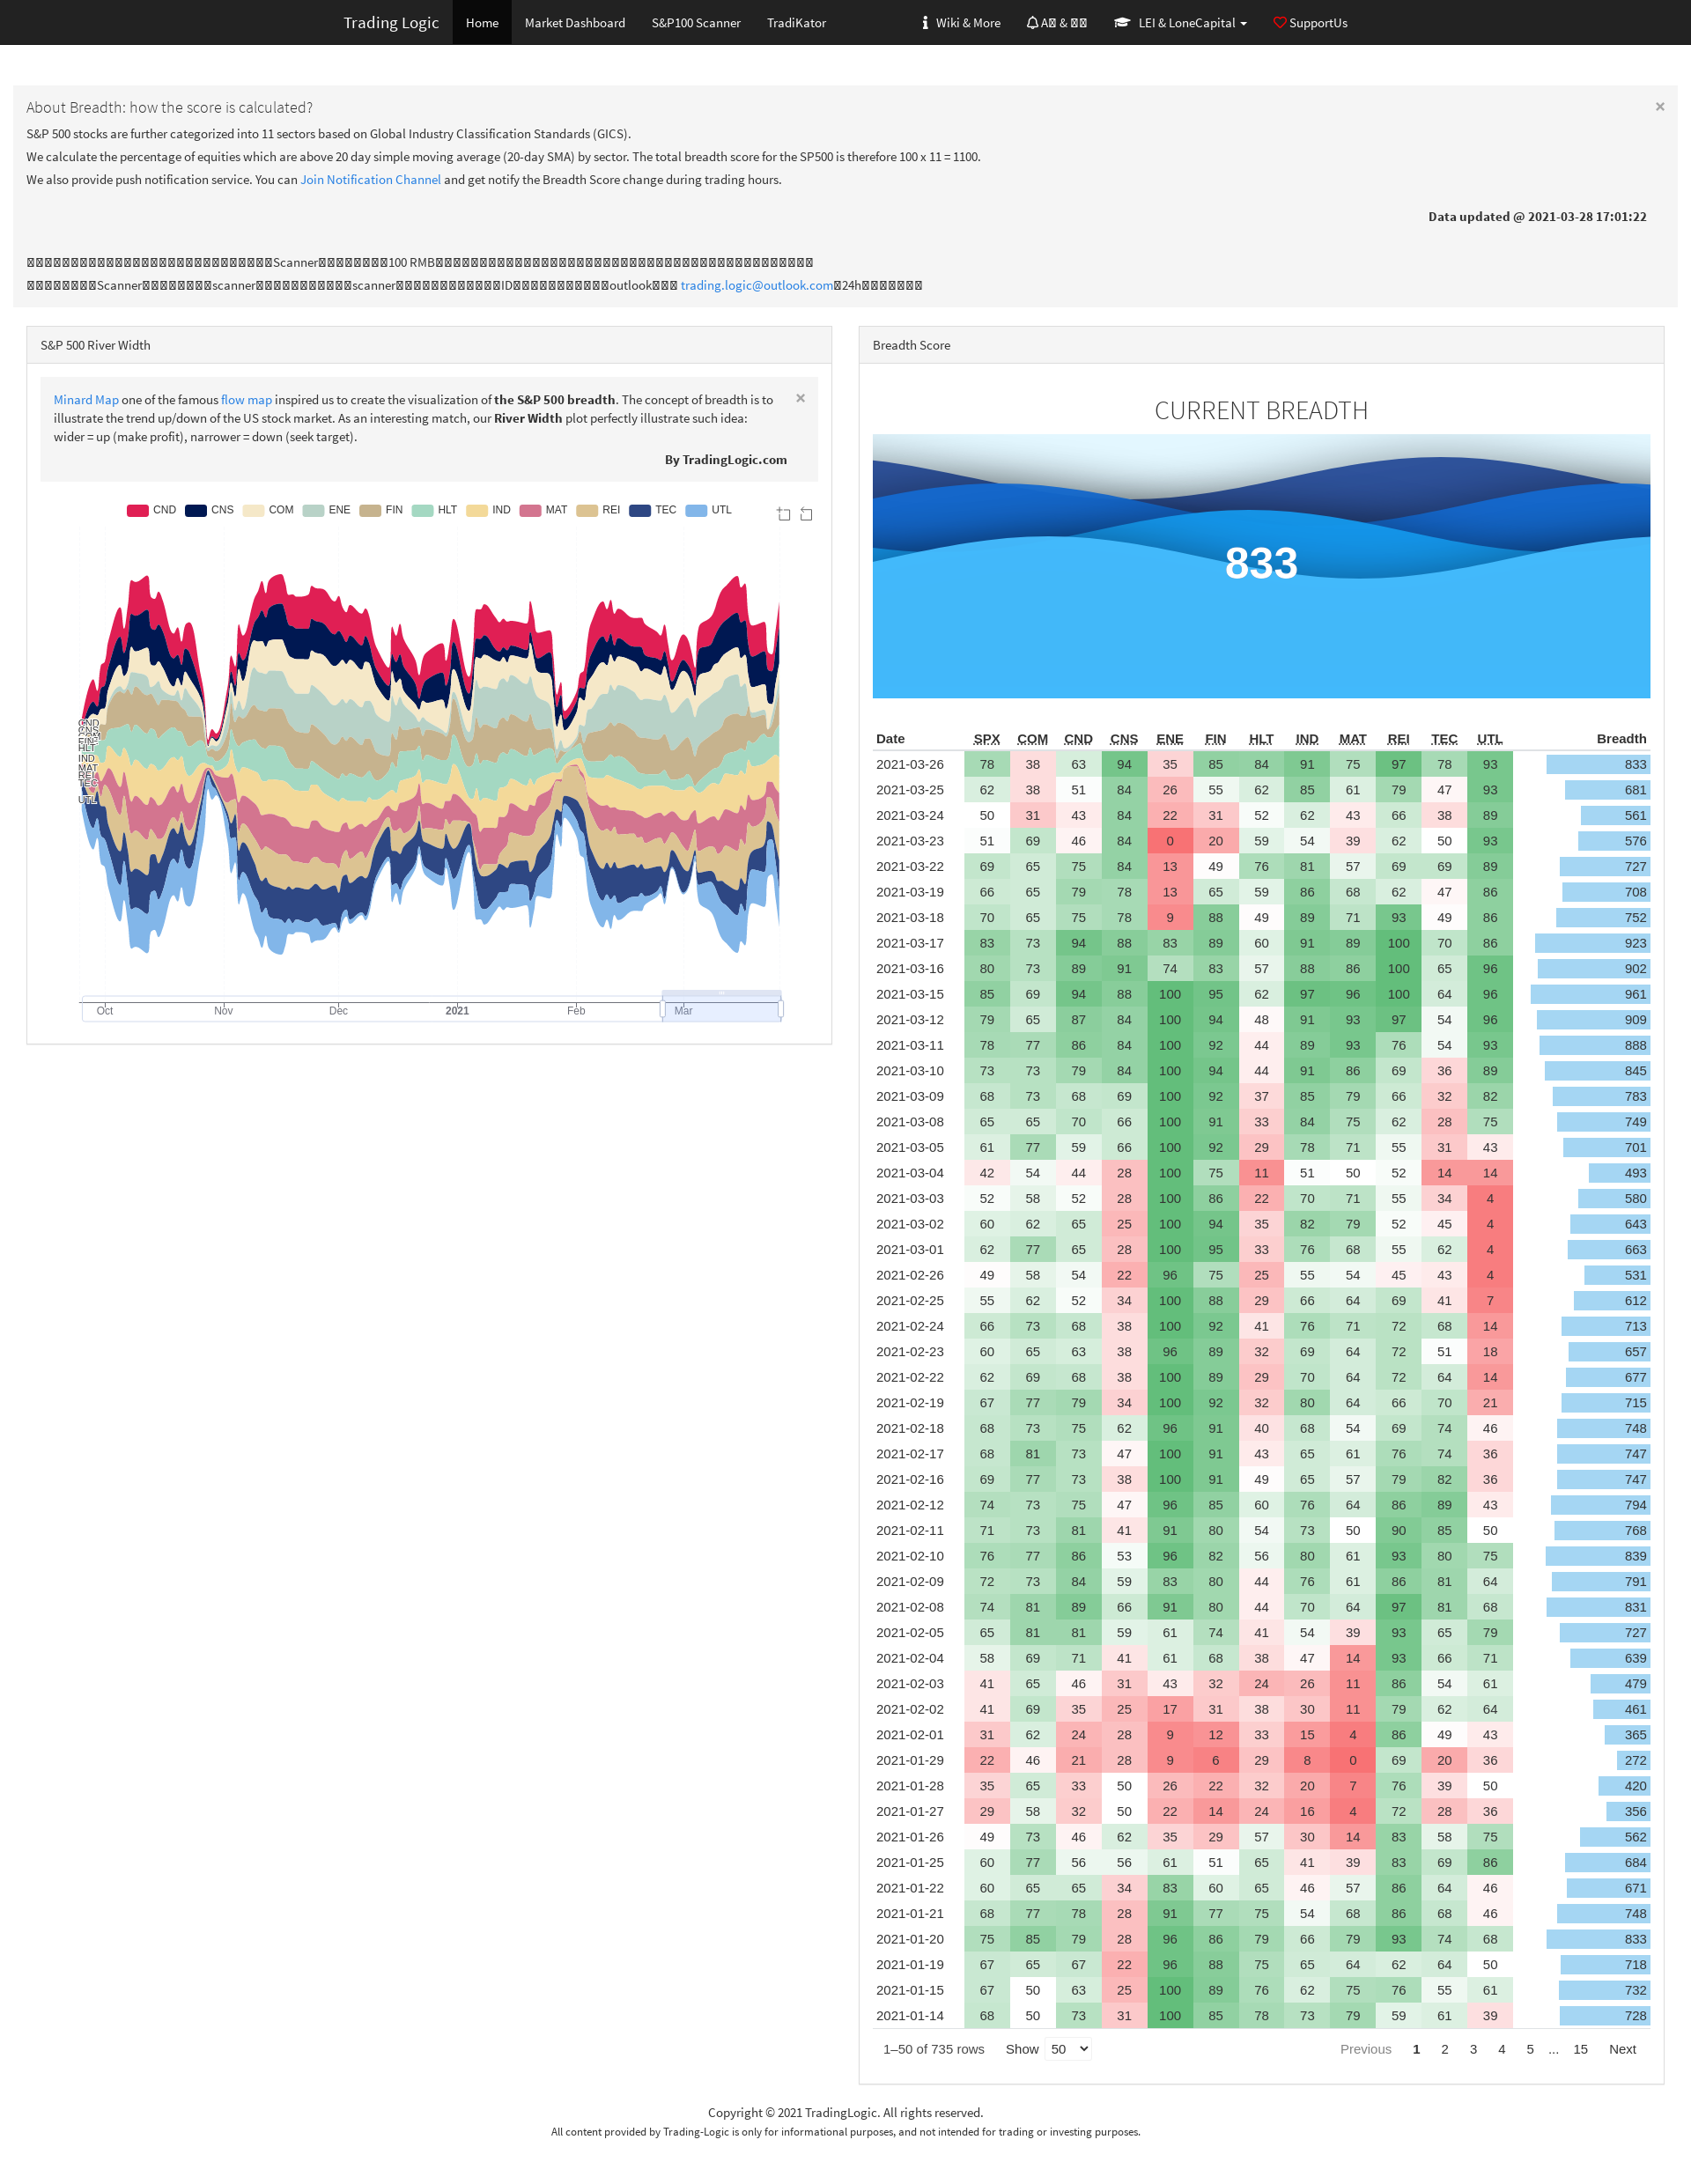 Trading Logic Home Market Dashboard S&P100 Scanner TradiKator Wiki & More A & LEI & LoneCapital SupportUs
About Breadth: how the score is calculated? ×
S&P 500 stocks are further categorized into 11 sectors based on Global Industry Classification Standards (GICS).
We calculate the percentage of equities which are above 20 day simple moving average (20-day SMA) by sector. The total breadth score for the SP500 is therefore 100 x 11 = 1100.
We also provide push notification service. You can Join Notification Channel and get notify the Breadth Score change during trading hours.
Data updated @ 2021-03-28 17:01:22
Scanner 100 RMB
Scanner scanner scanner ID outlook trading.logic@outlook.com 24h
S&P 500 River Width
Minard Map one of the famous flow map inspired us to create the visualization of the S&P 500 breadth. The concept of breadth is to
illustrate the trend up/down of the US stock market. As an interesting match, our River Width plot perfectly illustrate such idea:
wider = up (make profit), narrower = down (seek target).
By TradingLogic.com
×
CND CNS COM ENE FIN HLT IND MAT REI TEC UTL
CND
CNS
COM
FIN
HLT
IND
MAT
REI
TEC
UTL
Oct Nov Dec 2021 Feb Mar
Breadth Score
CURRENT BREADTH
833
Date SPX COM CND CNS ENE FIN HLT IND MAT REI TEC UTL Breadth
2021-03-26 78 38 63 94 35 85 84 91 75 97 78 93 833
2021-03-25 62 38 51 84 26 55 62 85 61 79 47 93 681
2021-03-24 50 31 43 84 22 31 52 62 43 66 38 89 561
2021-03-23 51 69 46 84 0 20 59 54 39 62 50 93 576
2021-03-22 69 65 75 84 13 49 76 81 57 69 69 89 727
2021-03-19 66 65 79 78 13 65 59 86 68 62 47 86 708
2021-03-18 70 65 75 78 9 88 49 89 71 93 49 86 752
2021-03-17 83 73 94 88 83 89 60 91 89 100 70 86 923
2021-03-16 80 73 89 91 74 83 57 88 86 100 65 96 902
2021-03-15 85 69 94 88 100 95 62 97 96 100 64 96 961
2021-03-12 79 65 87 84 100 94 48 91 93 97 54 96 909
2021-03-11 78 77 86 84 100 92 44 89 93 76 54 93 888
2021-03-10 73 73 79 84 100 94 44 91 86 69 36 89 845
2021-03-09 68 73 68 69 100 92 37 85 79 66 32 82 783
2021-03-08 65 65 70 66 100 91 33 84 75 62 28 75 749
2021-03-05 61 77 59 66 100 92 29 78 71 55 31 43 701
2021-03-04 42 54 44 28 100 75 11 51 50 52 14 14 493
2021-03-03 52 58 52 28 100 86 22 70 71 55 34 4 580
2021-03-02 60 62 65 25 100 94 35 82 79 52 45 4 643
2021-03-01 62 77 65 28 100 95 33 76 68 55 62 4 663
2021-02-26 49 58 54 22 96 75 25 55 54 45 43 4 531
2021-02-25 55 62 52 34 100 88 29 66 64 69 41 7 612
2021-02-24 66 73 68 38 100 92 41 76 71 72 68 14 713
2021-02-23 60 65 63 38 96 89 32 69 64 72 51 18 657
2021-02-22 62 69 68 38 100 89 29 70 64 72 64 14 677
2021-02-19 67 77 79 34 100 92 32 80 64 66 70 21 715
2021-02-18 68 73 75 62 96 91 40 68 54 69 74 46 748
2021-02-17 68 81 73 47 100 91 43 65 61 76 74 36 747
2021-02-16 69 77 73 38 100 91 49 65 57 79 82 36 747
2021-02-12 74 73 75 47 96 85 60 76 64 86 89 43 794
2021-02-11 71 73 81 41 91 80 54 73 50 90 85 50 768
2021-02-10 76 77 86 53 96 82 56 80 61 93 80 75 839
2021-02-09 72 73 84 59 83 80 44 76 61 86 81 64 791
2021-02-08 74 81 89 66 91 80 44 70 64 97 81 68 831
2021-02-05 65 81 81 59 61 74 41 54 39 93 65 79 727
2021-02-04 58 69 71 41 61 68 38 47 14 93 66 71 639
2021-02-03 41 65 46 31 43 32 24 26 11 86 54 61 479
2021-02-02 41 69 35 25 17 31 38 30 11 79 62 64 461
2021-02-01 31 62 24 28 9 12 33 15 4 86 49 43 365
2021-01-29 22 46 21 28 9 6 29 8 0 69 20 36 272
2021-01-28 35 65 33 50 26 22 32 20 7 76 39 50 420
2021-01-27 29 58 32 50 22 14 24 16 4 72 28 36 356
2021-01-26 49 73 46 62 35 29 57 30 14 83 58 75 562
2021-01-25 60 77 56 56 61 51 65 41 39 83 69 86 684
2021-01-22 60 65 65 34 83 60 65 46 57 86 64 46 671
2021-01-21 68 77 78 28 91 77 75 54 68 86 68 46 748
2021-01-20 75 85 79 28 96 86 79 66 79 93 74 68 833
2021-01-19 67 65 67 22 96 88 75 65 64 62 64 50 718
2021-01-15 67 50 63 25 100 89 76 62 75 76 55 61 732
2021-01-14 68 50 73 31 100 85 78 73 79 59 61 39 728
1–50 of 735 rows Show 50 Previous 1 2 3 4 5 ... 15 Next
Copyright © 2021 TradingLogic. All rights reserved.
All content provided by Trading-Logic is only for informational purposes, and not intended for trading or investing purposes.